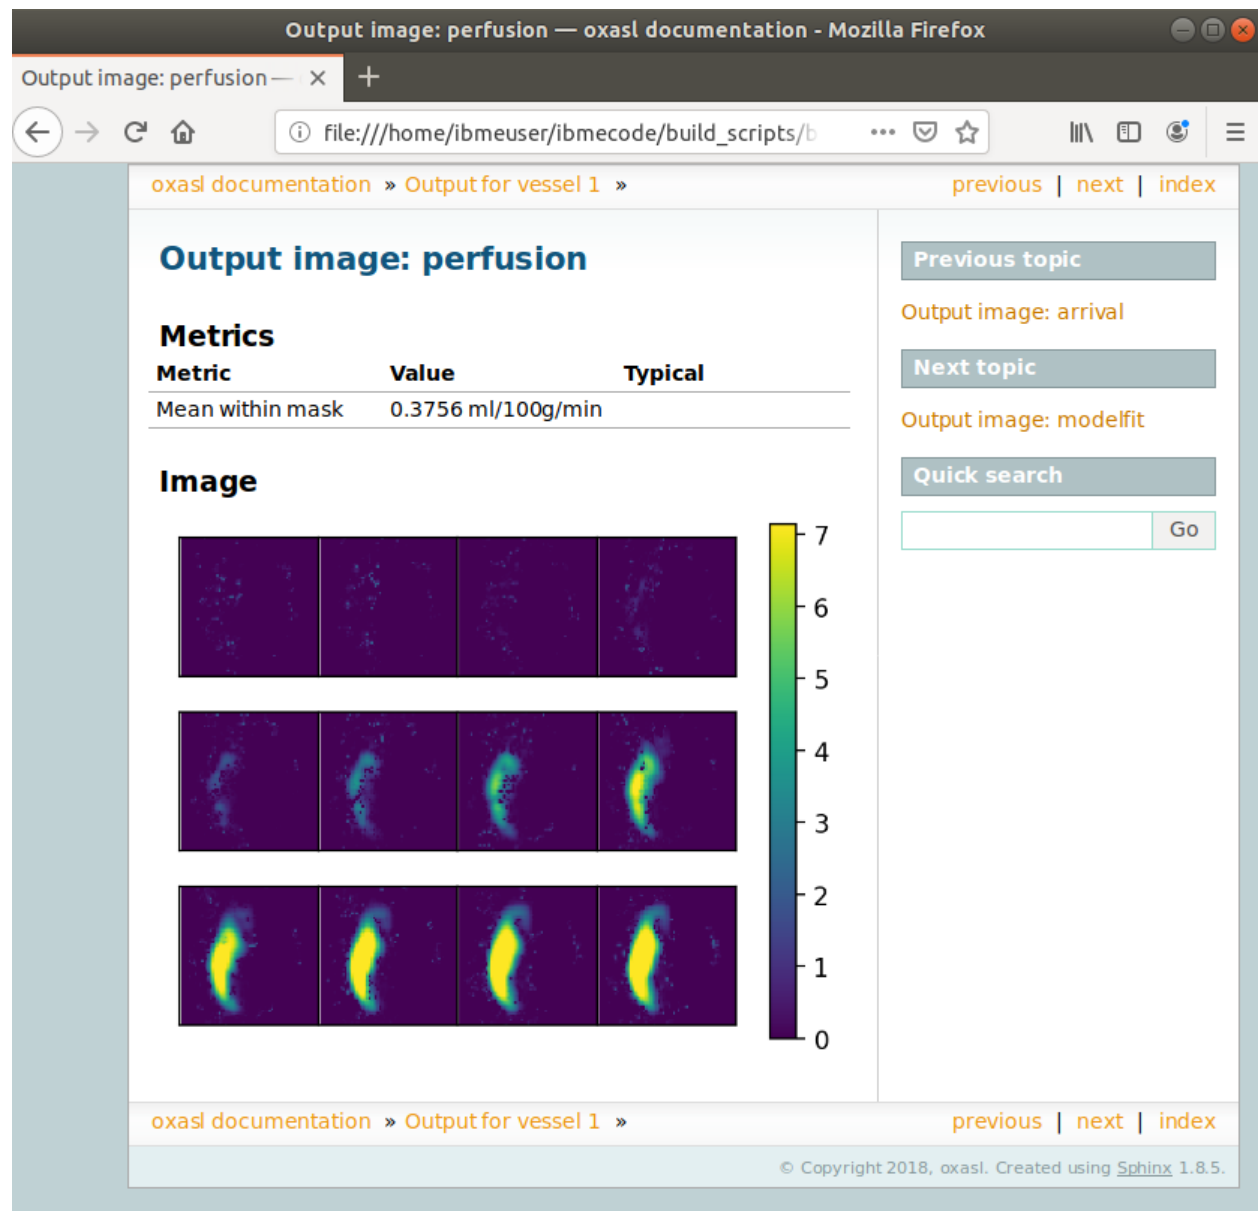 Output image: perfusion — oxasl documentation - Mozilla Firefox
Output image: perfusion —
file:///home/ibmeuser/ibmecode/build_scripts/b
oxasl documentation » Output for vessel 1 » previous | next | index
Output image: perfusion
Metrics
Metric Value Typical
Mean within mask 0.3756 ml/100g/min
Image
7
6
5
4
3
2
1
0
Previous topic
Output image: arrival
Next topic
Output image: modelfit
Quick search
Go
oxasl documentation » Output for vessel 1 » previous | next | index
© Copyright 2018, oxasl. Created using Sphinx 1.8.5.